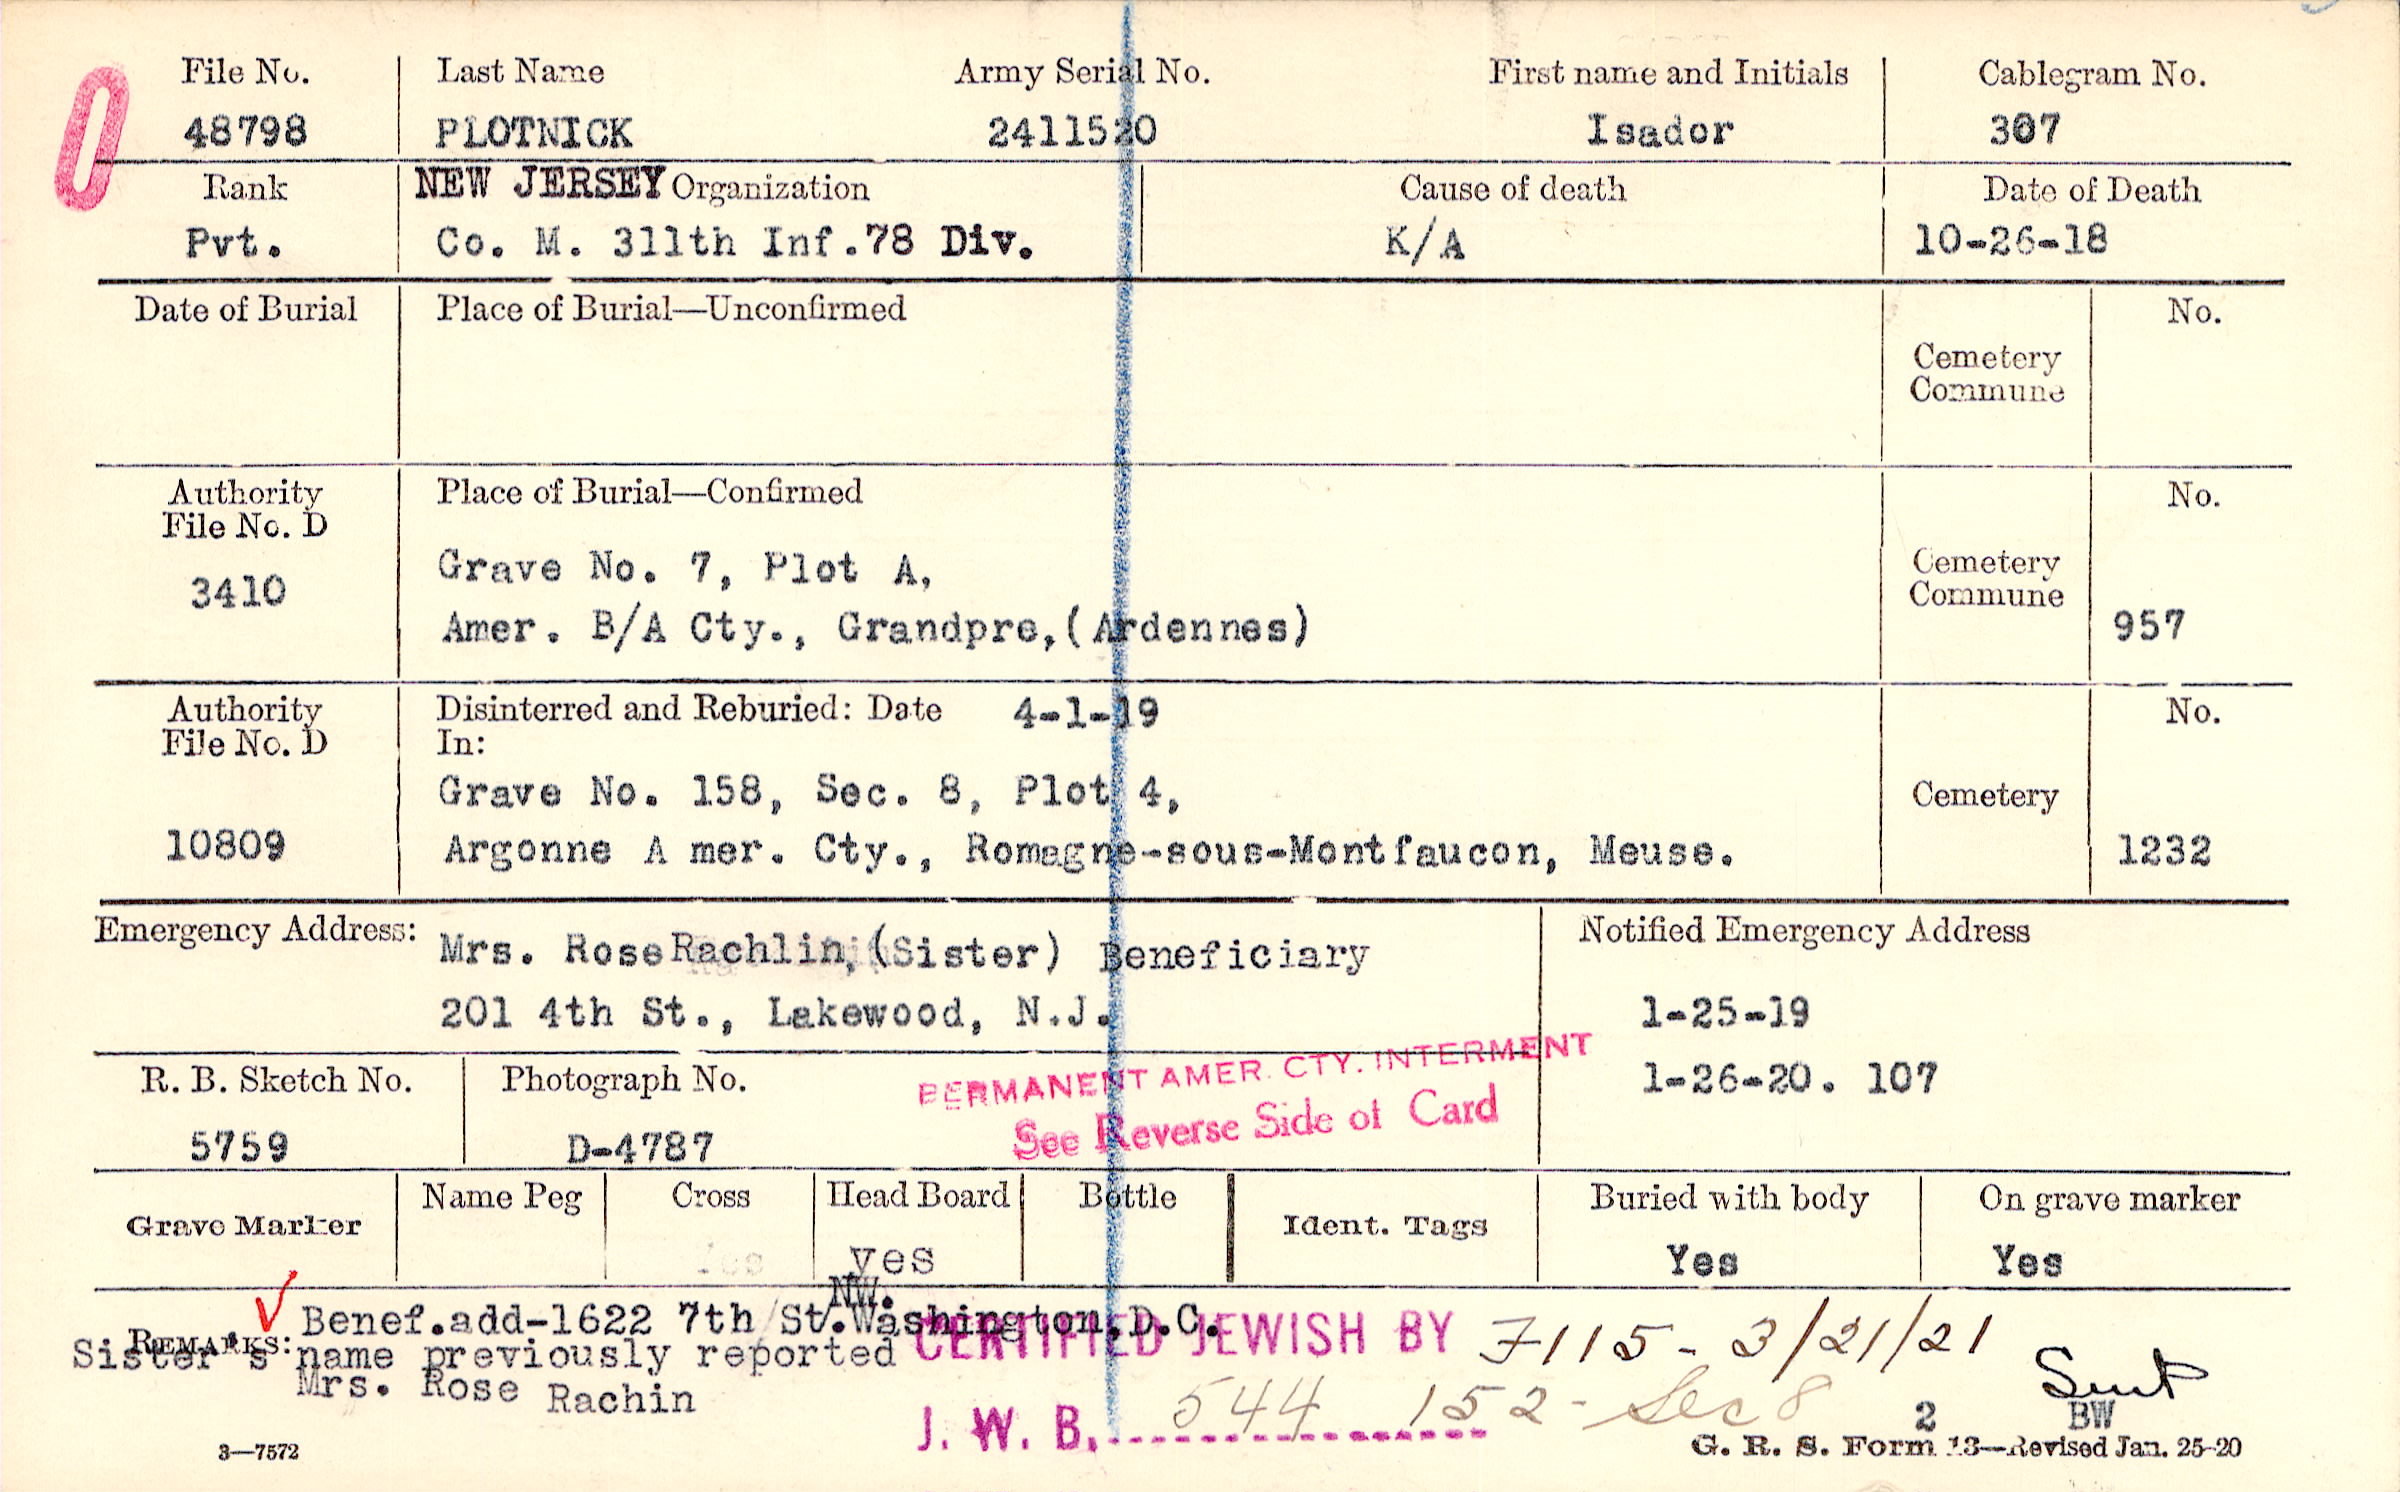 File No. Last Name Army Serial No. First name and Initials Cablegram No.
48798 PLOTNICK 2411520 Isador 307
Rank NEW JERSEY Organization Cause of death Date of Death
Pvt. Co. M. 311th Inf. 78 Div. K/A 10-26-18
Date of Burial Place of Burial—Unconfirmed No.
Cemetery
Commune
Authority Place of Burial—Confirmed No.
File No. D
3410 Grave No. 7, Plot A, Cemetery
Commune
Amer. B/A Cty., Grandpre, (Ardennes) 957
Authority Disinterred and Reburied: Date 4-1-19 No.
File No. D In:
Grave No. 158, Sec. 8, Plot 4, Cemetery
10809 Argonne A mer. Cty., Romagne-sous-Montfaucon, Meuse. 1232
Emergency Address: Mrs. Rose Rachlin, (Sister) Beneficiary Notified Emergency Address
201 4th St., Lakewood, N.J. 1-25-19
PERMANENT AMER. CTY. INTERMENT
R. B. Sketch No. Photograph No. See Reverse Side of Card 1-26-20. 107
5759 D-4787
Grave Marker Name Peg Cross Head Board Bottle Ident. Tags Buried with body On grave marker
Yes yes Yes Yes
NW.
Benef.add-1622 7th St. Washington, D.C.
REMARKS: CERTIFIED JEWISH BY 7115 - 3/21/21
Sister's name previously reported
Mrs. Rose Rachin
J. W. B. 544 152 - Sec 8 2 BW
3—7572 G. R. S. Form 13—Revised Jan. 25-20